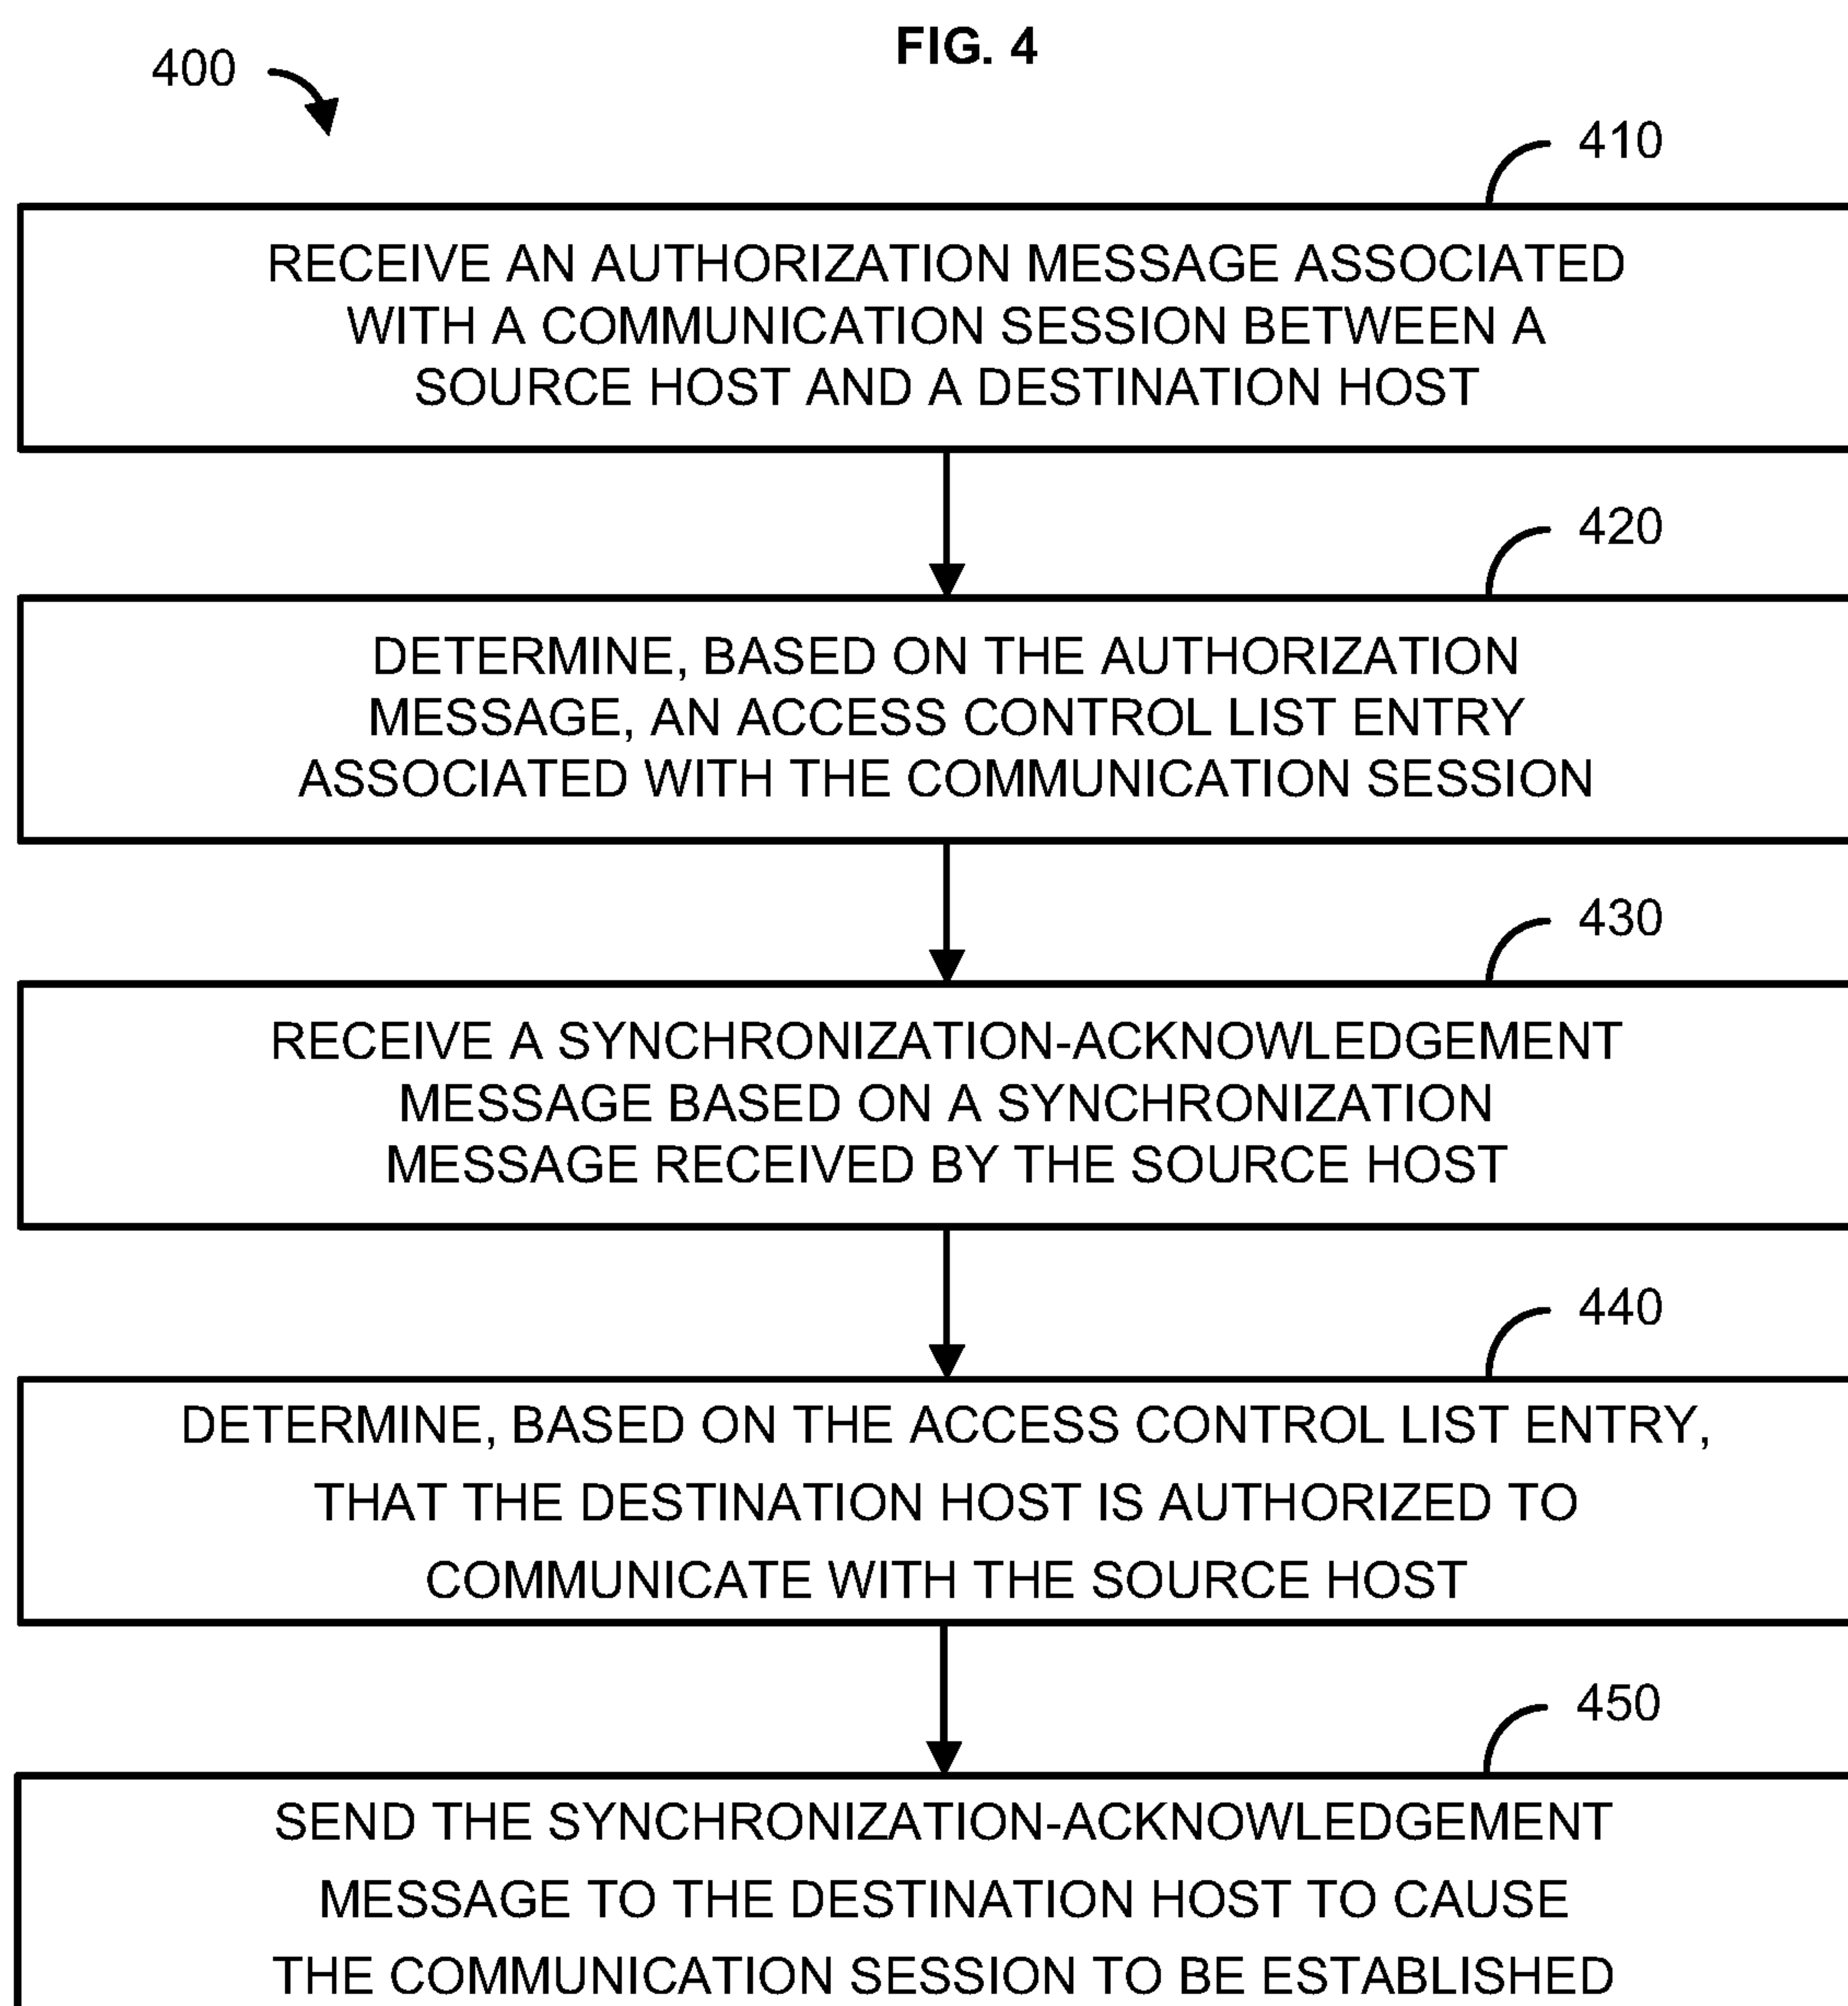 FIG. 4
400
410
RECEIVE AN AUTHORIZATION MESSAGE ASSOCIATED
WITH A COMMUNICATION SESSION BETWEEN A
SOURCE HOST AND A DESTINATION HOST
420
DETERMINE, BASED ON THE AUTHORIZATION
MESSAGE, AN ACCESS CONTROL LIST ENTRY
ASSOCIATED WITH THE COMMUNICATION SESSION
430
RECEIVE A SYNCHRONIZATION-ACKNOWLEDGEMENT
MESSAGE BASED ON A SYNCHRONIZATION
MESSAGE RECEIVED BY THE SOURCE HOST
440
DETERMINE, BASED ON THE ACCESS CONTROL LIST ENTRY,
THAT THE DESTINATION HOST IS AUTHORIZED TO
COMMUNICATE WITH THE SOURCE HOST
450
SEND THE SYNCHRONIZATION-ACKNOWLEDGEMENT
MESSAGE TO THE DESTINATION HOST TO CAUSE
THE COMMUNICATION SESSION TO BE ESTABLISHED